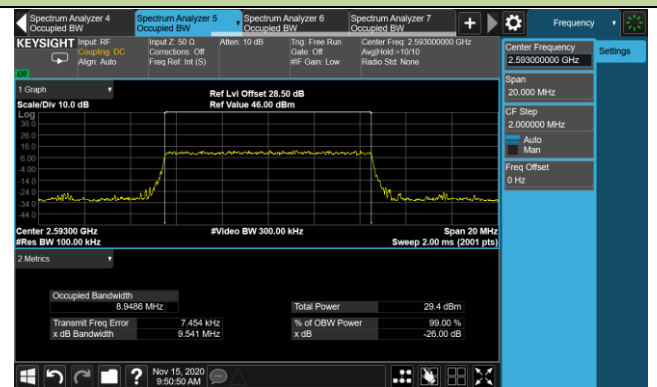 Spectrum Analyzer 4
Occupied BW
Spectrum Analyzer 5
Occupied BW
Spectrum Analyzer 6
Occupied BW
Spectrum Analyzer 7
Occupied BW
Frequency
KEYSIGHT
Input: RF
Coupling: DC
Align: Auto
Input Z: 50 Ω
Corrections: Off
Freq Ref: Int (S)
Atten: 10 dB
Trig: Free Run
Gate: Off
#IF Gain: Low
Center Freq: 2.593000000 GHz
Avg|Hold:>10/10
Radio Std: None
LXI
Center Frequency
2.593000000 GHz
Settings
Span
20.000 MHz
CF Step
2.000000 MHz
Auto
Man
Freq Offset
0 Hz
1 Graph
Scale/Div 10.0 dB
Ref Lvl Offset 28.50 dB
Ref Value 46.00 dBm
Log
36.0
26.0
16.0
6.00
-4.00
-14.0
-24.0
-34.0
-44.0
Center 2.59300 GHz
#Res BW 100.00 kHz
#Video BW 300.00 kHz
Span 20 MHz
Sweep 2.00 ms (2001 pts)
2 Metrics
Occupied Bandwidth
8.9486 MHz
Total Power
29.4 dBm
Transmit Freq Error
7.454 kHz
% of OBW Power
99.00 %
x dB Bandwidth
9.541 MHz
x dB
-26.00 dB
Nov 15, 2020
9:50:50 AM